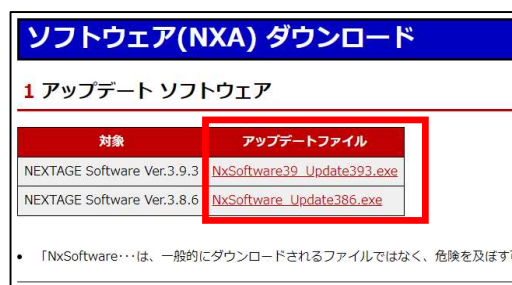 ソフトウェア(NXA) ダウンロード
1 アップデート ソフトウェア
対象 アップデートファイル
NEXTAGE Software Ver.3.9.3 NxSoftware39_Update393.exe
NEXTAGE Software Ver.3.8.6 NxSoftware_Update386.exe
• 「NxSoftware・・・は、一般的にダウンロードされるファイルではなく、危険を及ぼす